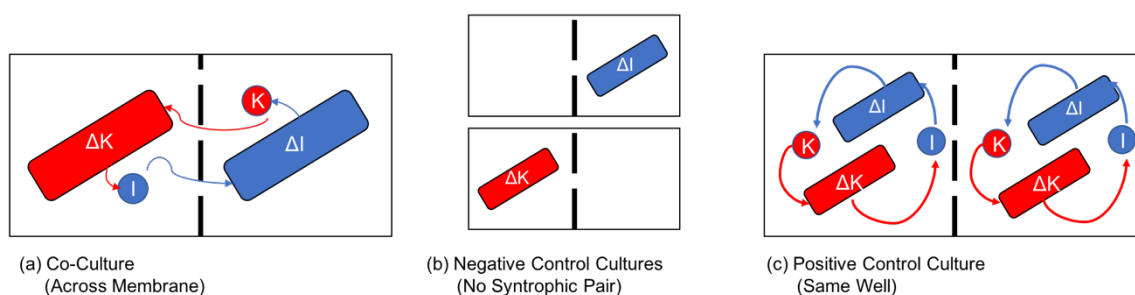 K
ΔK
ΔI
I
(a) Co-Culture
(Across Membrane)
ΔI
ΔK
(b) Negative Control Cultures
(No Syntrophic Pair)
ΔI
K
I
ΔK
ΔI
K
I
ΔK
(c) Positive Control Culture
(Same Well)